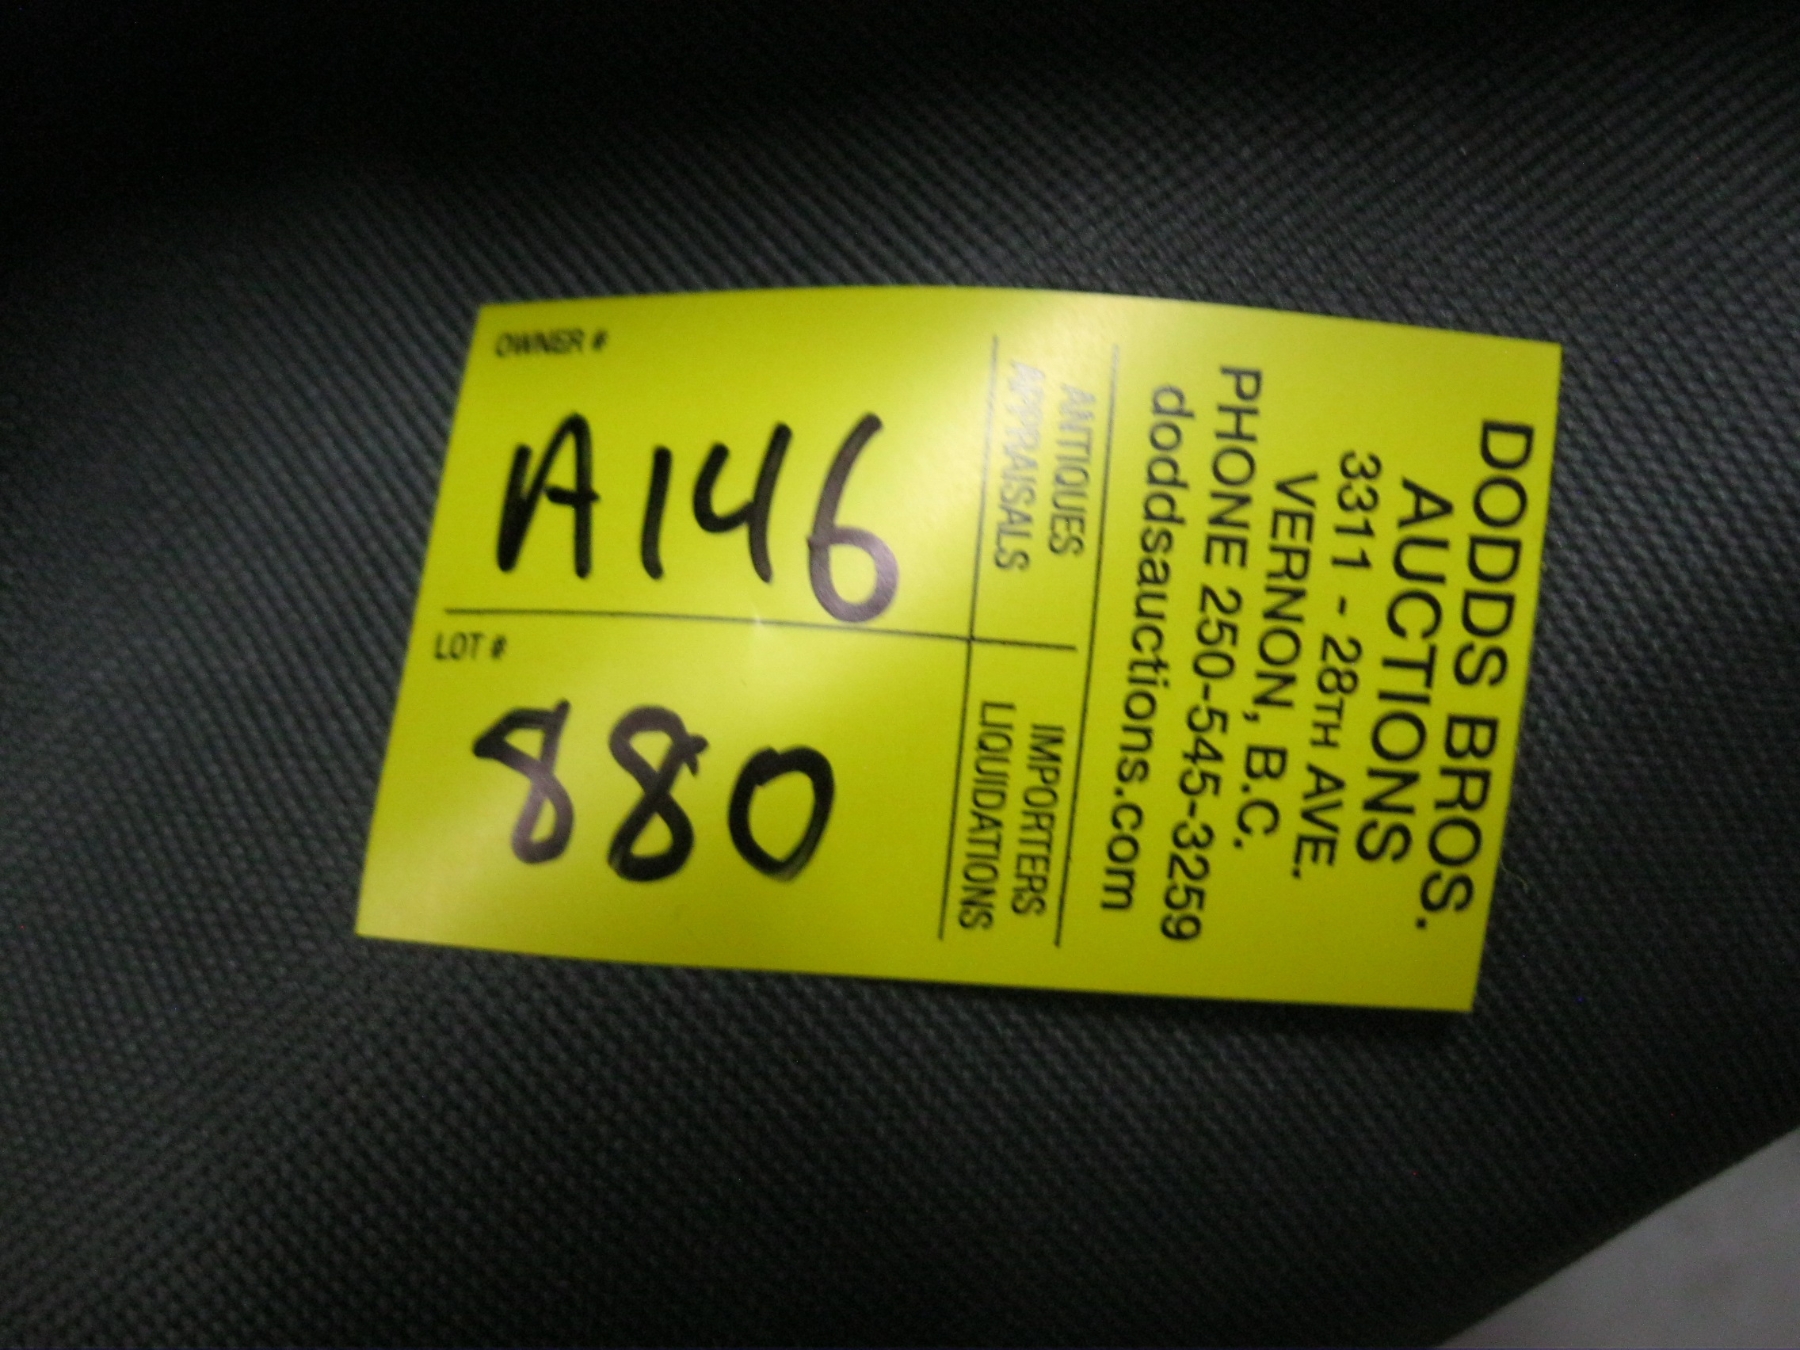 DODDS BROS.
AUCTIONS
3311 - 28TH AVE.
VERNON, B.C.
PHONE 250-545-3259
doddsauctions.com
ANTIQUES
APPRAISALS
IMPORTERS
LIQUIDATIONS
OWNER #
A146
LOT #
880